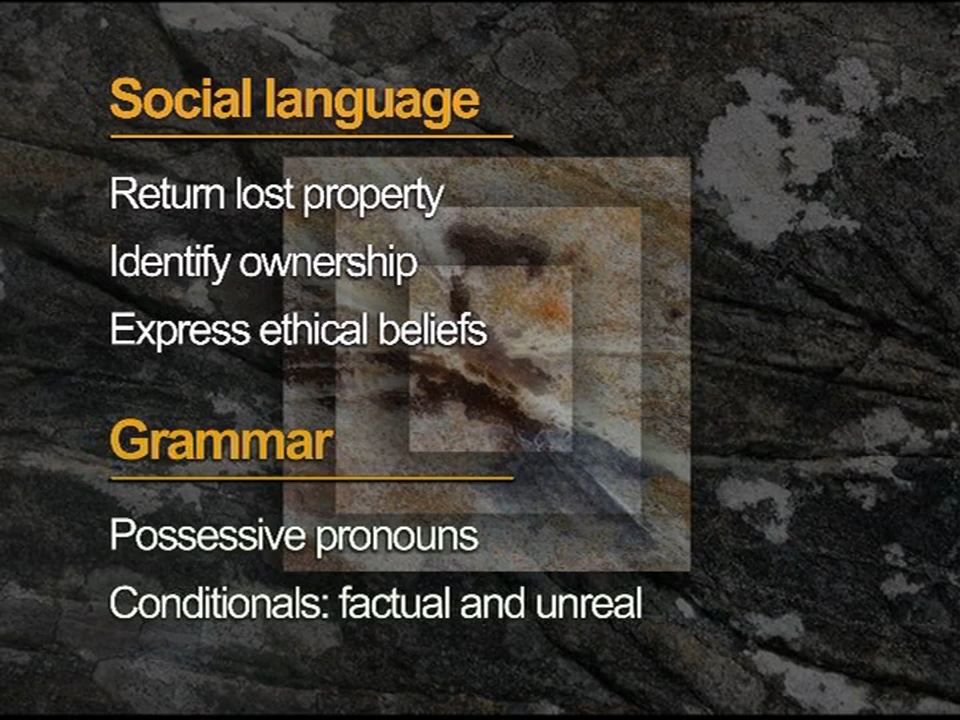 Social language
Return lost property
Identify ownership
Express ethical beliefs
Grammar
Possessive pronouns
Conditionals: factual and unreal